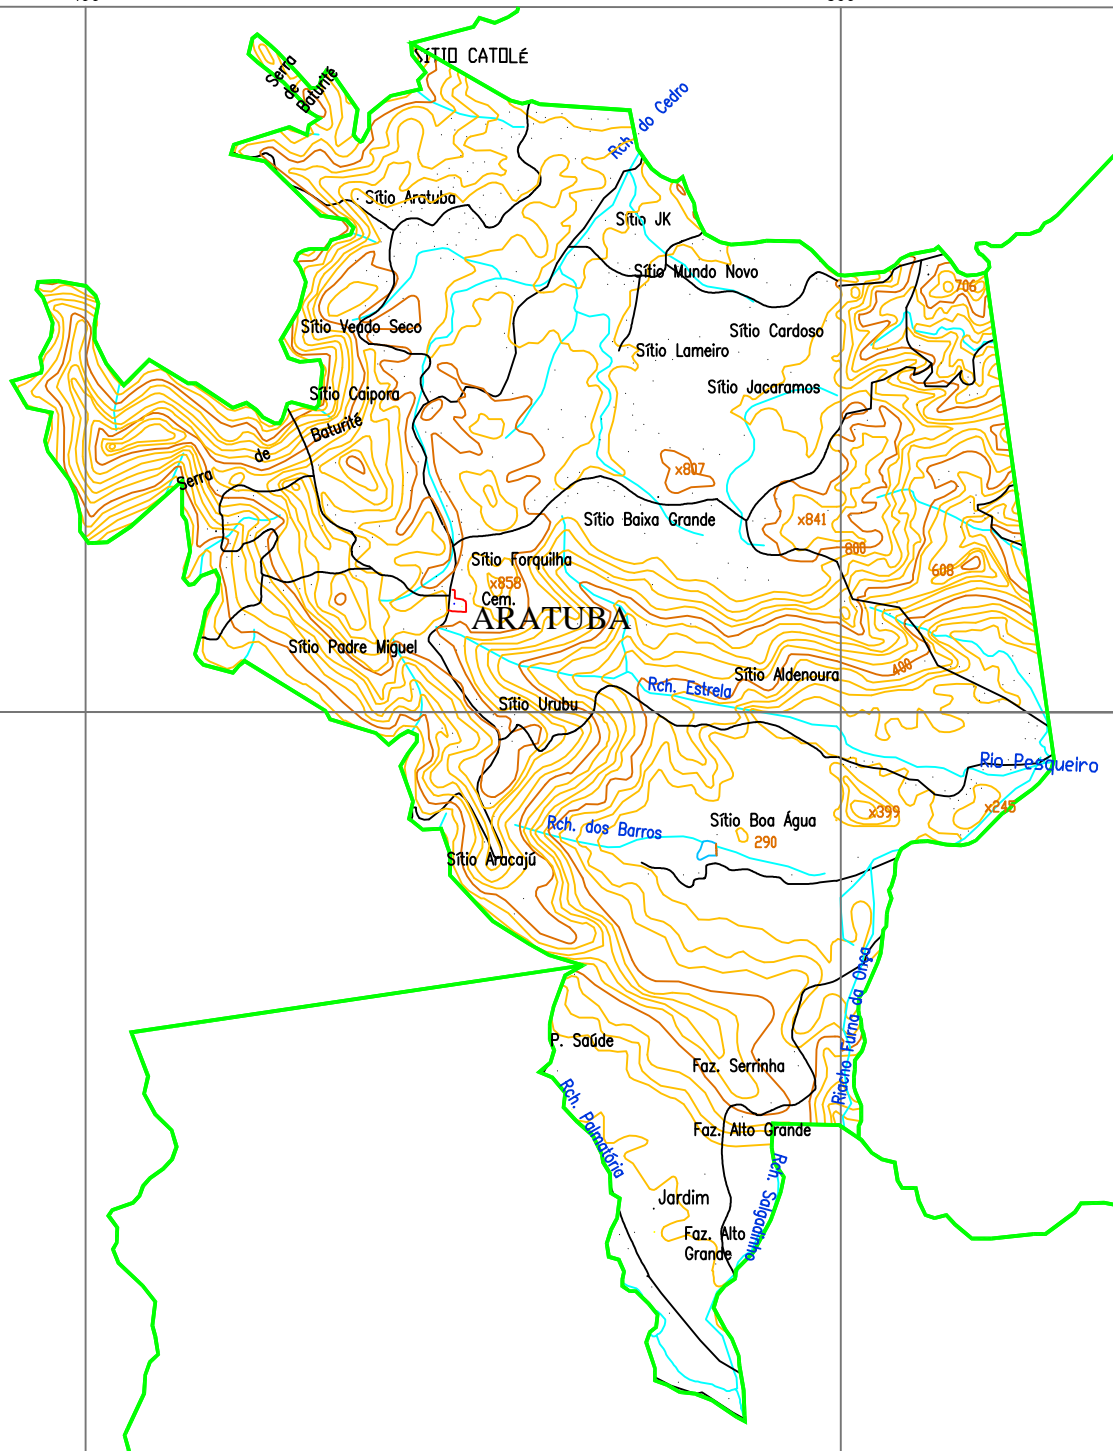 SÍTIO CATOLÉ
Serra
de
Baturité
Rch. do Cedro
Sítio Aratuba
Sítio JK
Sítio Mundo Novo
706
Sítio Veado Seco
Sítio Cardoso
Sítio Lameiro
Sítio Caipora
Sítio Jacaramos
Serra de Baturité
x807
Sítio Baixa Grande
x841
800
Sítio Forquilha
x858
608
Cem.
ARATUBA
Sítio Padre Miguel
400
Sítio Aldenoura
Rch. Estrela
Sítio Urubu
Rio Pesqueiro
x399
x245
Sítio Boa Água
Rch. dos Barros
290
Sítio Aracajú
Riacho Furna da Onça
P. Saúde
Faz. Serrinha
Rch. Palmatória
Faz. Alto Grande
Rch. Salgadinho
Jardim
Faz. Alto
Grande